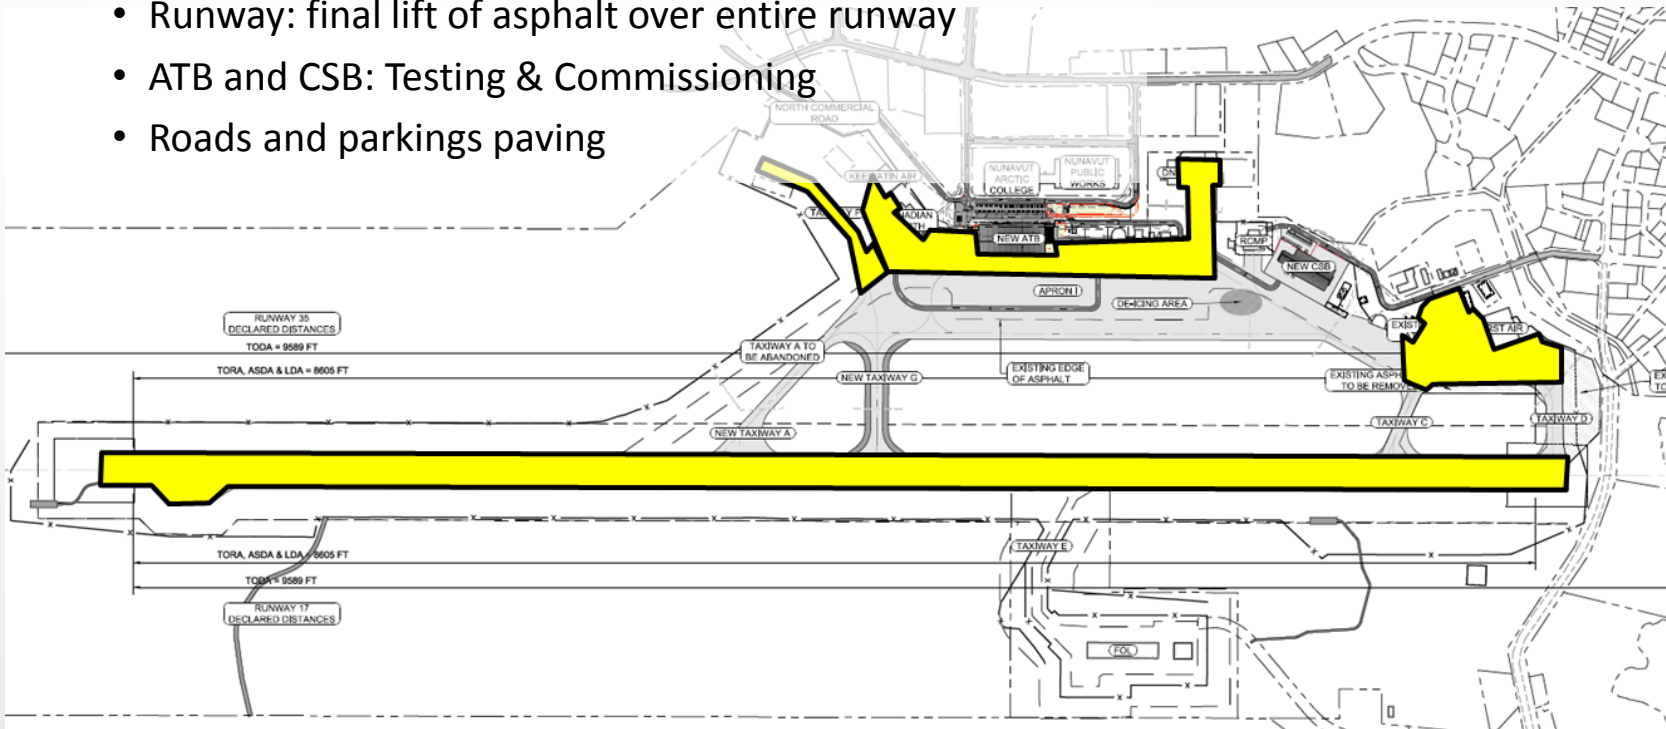 • Runway: final lift of asphalt over entire runway
• ATB and CSB: Testing & Commissioning
• Roads and parkings paving
NORTH COMMERCIAL
ROAD
NUNAVUT
ARCTIC
COLLEGE
NUNAVUT
PUBLIC
WORKS
NEW ATB
RCMP
NEW CSB
APRON I
DE-ICING AREA
RUNWAY 35
DECLARED DISTANCES
TODA = 9589 FT
TORA, ASDA & LDA = 8605 FT
TAXIWAY A TO
BE ABANDONED
NEW TAXIWAY G
EXISTING EDGE
OF ASPHALT
EXISTING
TO BE
NEW TAXIWAY A
TAXIWAY C
TAXIWAY D
TAXIWAY E
TORA, ASDA & LDA = 8605 FT
TODA = 9589 FT
RUNWAY 17
DECLARED DISTANCES
FOL